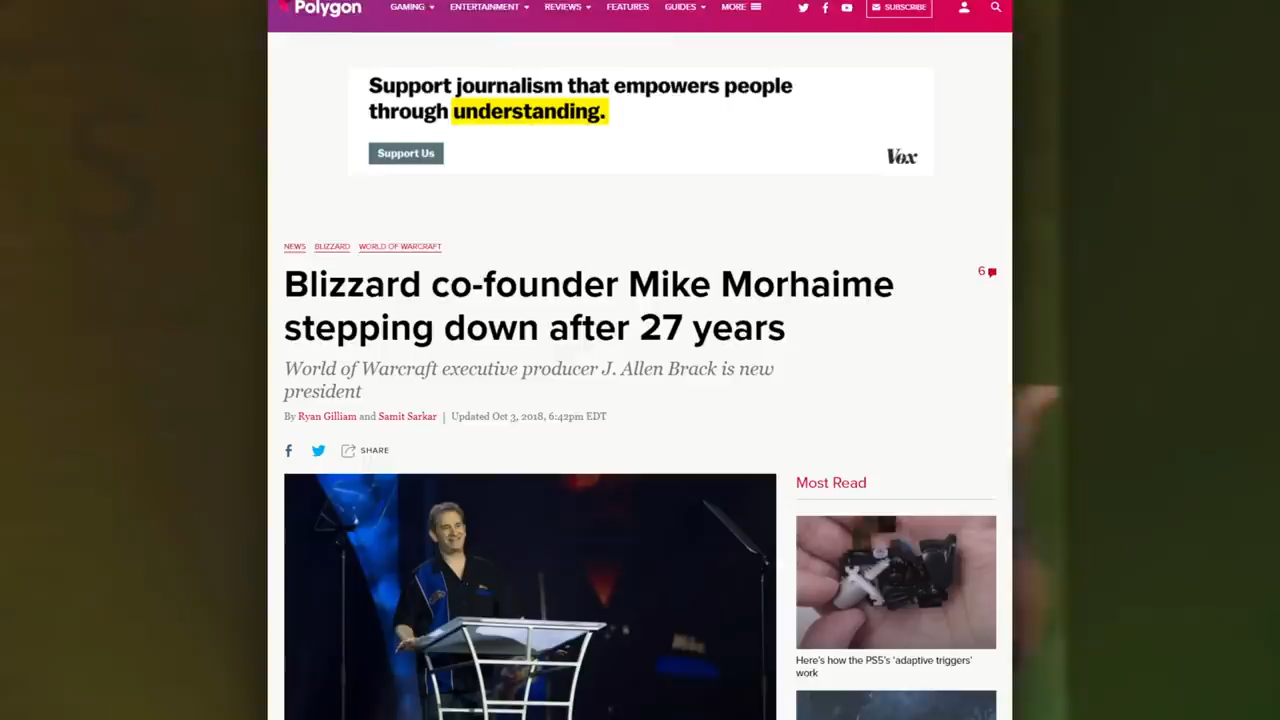 Polygon
GAMING ENTERTAINMENT REVIEWS FEATURES GUIDES MORE SUBSCRIBE
Support journalism that empowers people
through understanding.
Support Us
Vox
NEWS BLIZZARD WORLD OF WARCRAFT
Blizzard co-founder Mike Morhaime
stepping down after 27 years
6
World of Warcraft executive producer J. Allen Brack is new
president
By Ryan Gilliam and Samit Sarkar | Updated Oct 3, 2018, 6:42pm EDT
SHARE
Most Read
Here's how the PS5's 'adaptive triggers'
work